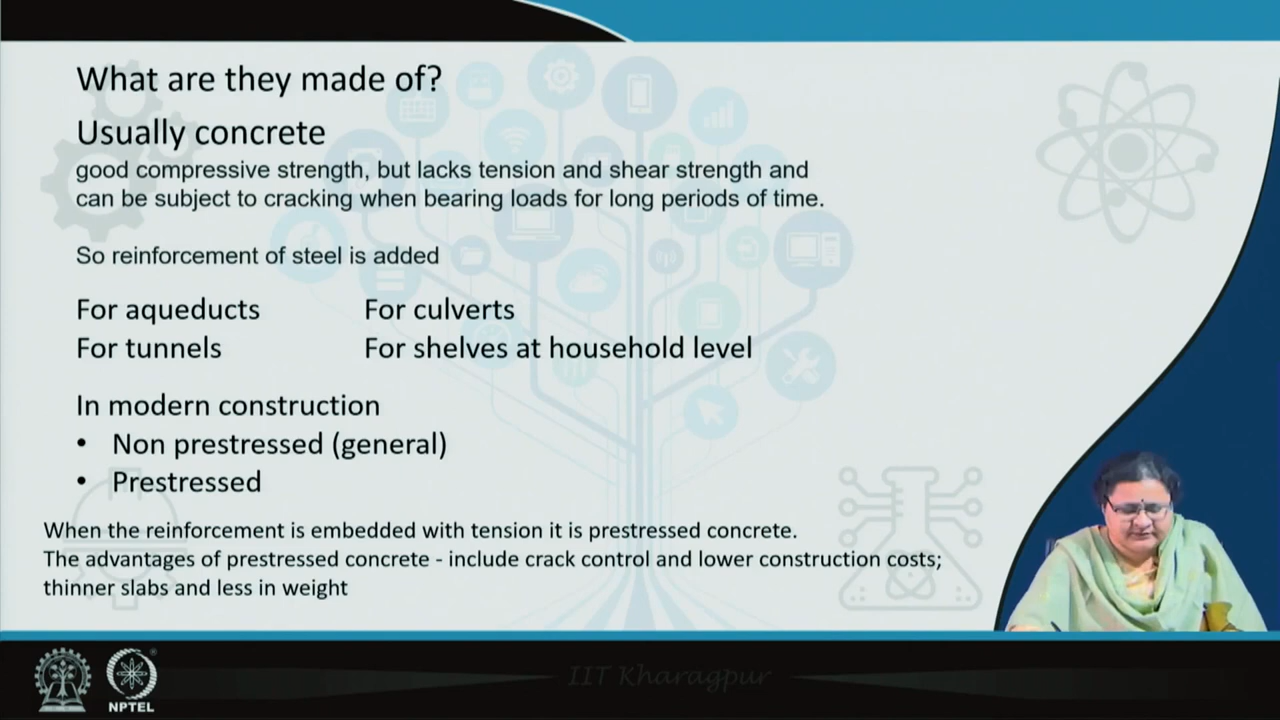 What are they made of?
Usually concrete
good compressive strength, but lacks tension and shear strength and
can be subject to cracking when bearing loads for long periods of time.
So reinforcement of steel is added
For aqueducts For culverts
For tunnels For shelves at household level
In modern construction
• Non prestressed (general)
• Prestressed
When the reinforcement is embedded with tension it is prestressed concrete.
The advantages of prestressed concrete - include crack control and lower construction costs;
thinner slabs and less in weight
IIT Kharagpur
NPTEL